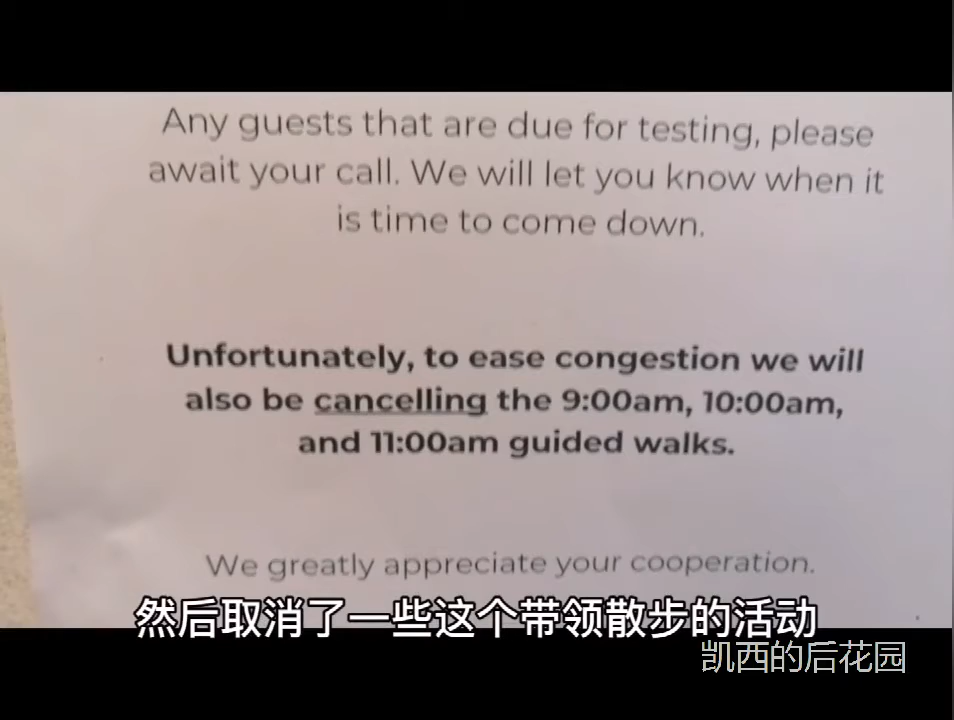 Any guests that are due for testing, please
await your call. We will let you know when it
is time to come down.
Unfortunately, to ease congestion we will
also be cancelling the 9:00am, 10:00am,
and 11:00am guided walks.
We greatly appreciate your cooperation.
然后取消了一些这个带领散步的活动
凯西的后花园